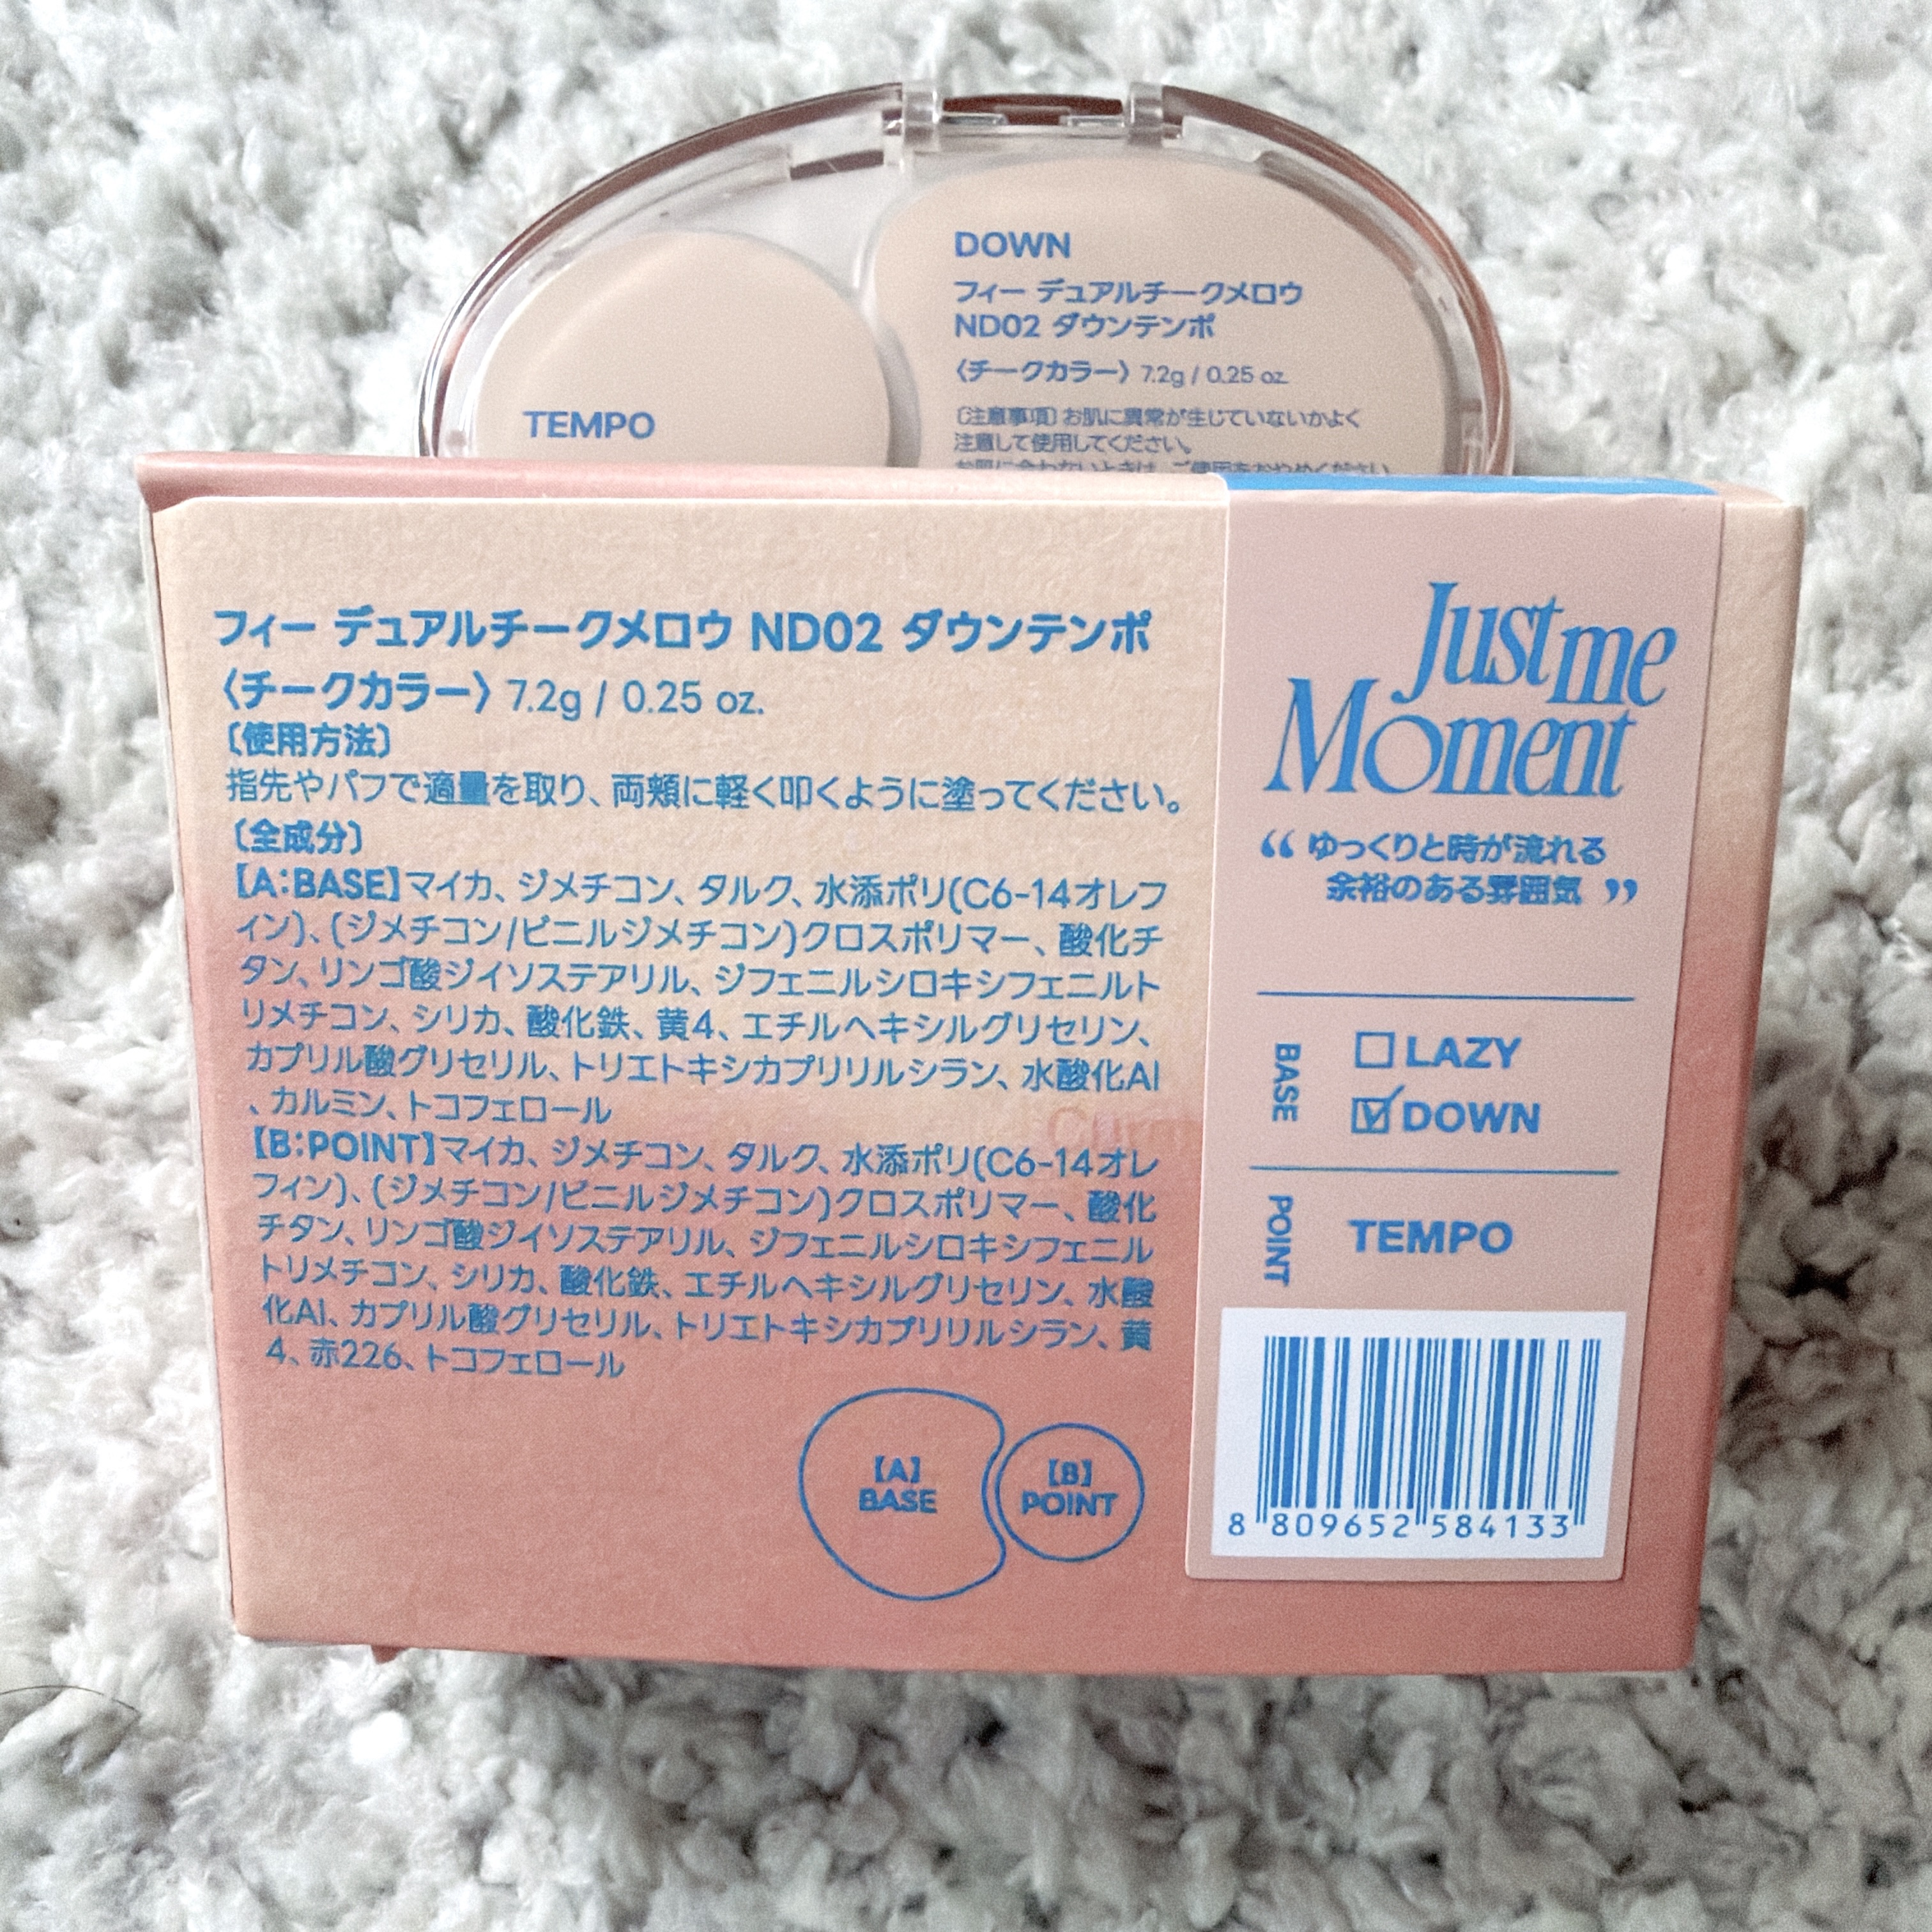 DOWN
フィー デュアルチークメロウ
ND02 ダウンテンポ
〈チークカラー〉7.2g / 0.25 oz.
〔注意事項〕お肌に異常が生じていないかよく
注意して使用してください。
お肌に合わないときは、ご使用をおやめください
TEMPO
フィー デュアルチークメロウ ND02 ダウンテンポ
〈チークカラー〉7.2g / 0.25 oz.
〔使用方法〕
指先やパフで適量を取り、両頬に軽く叩くように塗ってください。
〔全成分〕
【A:BASE】マイカ、ジメチコン、タルク、水添ポリ(C6-14オレフ
ィン)、(ジメチコン/ビニルジメチコン)クロスポリマー、酸化チ
タン、リンゴ酸ジイソステアリル、ジフェニルシロキシフェニルト
リメチコン、シリカ、酸化鉄、黄4、エチルヘキシルグリセリン、
カプリル酸グリセリル、トリエトキシカプリリルシラン、水酸化Al
、カルミン、トコフェロール
【B:POINT】マイカ、ジメチコン、タルク、水添ポリ(C6-14オレ
フィン)、(ジメチコン/ビニルジメチコン)クロスポリマー、酸化
チタン、リンゴ酸ジイソステアリル、ジフェニルシロキシフェニル
トリメチコン、シリカ、酸化鉄、エチルヘキシルグリセリン、水酸
化Al、カプリル酸グリセリル、トリエトキシカプリリルシラン、黄
4、赤226、トコフェロール
【A】
BASE
【B】
POINT
Just me
Moment
“ ゆっくりと時が流れる
余裕のある雰囲気 ”
BASE
LAZY
DOWN
POINT
TEMPO
8 809652 584133